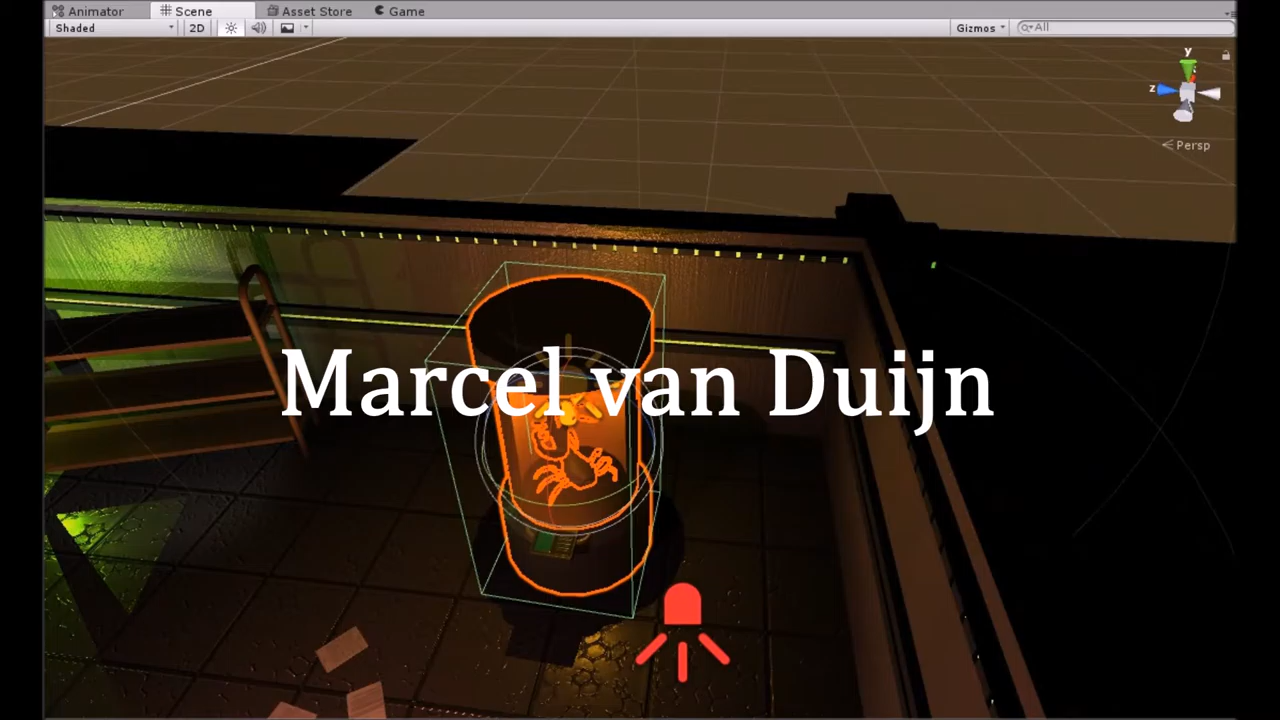 Animator Scene Asset Store Game
Shaded 2D Gizmos All
y
z
Persp
Marcel van Duijn